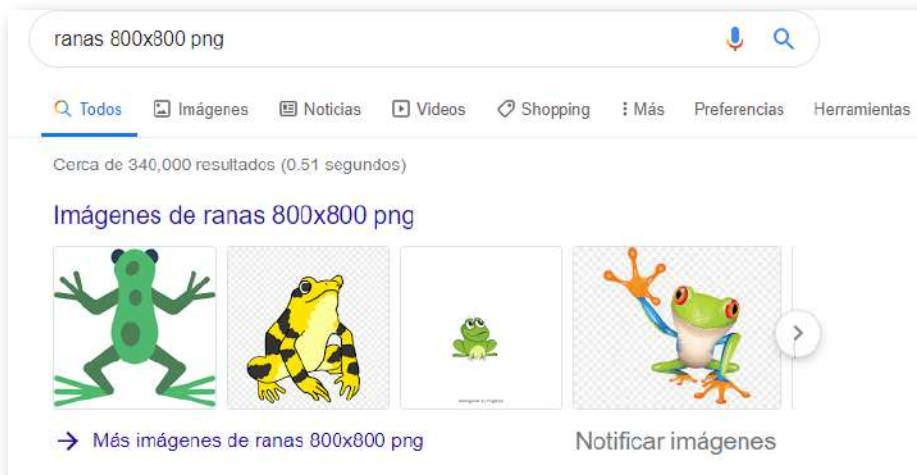 ranas 800x800 png
Todos Imágenes Noticias Videos Shopping Más Preferencias Herramientas
Cerca de 340,000 resultados (0.51 segundos)
Imágenes de ranas 800x800 png
Más imágenes de ranas 800x800 png Notificar imágenes